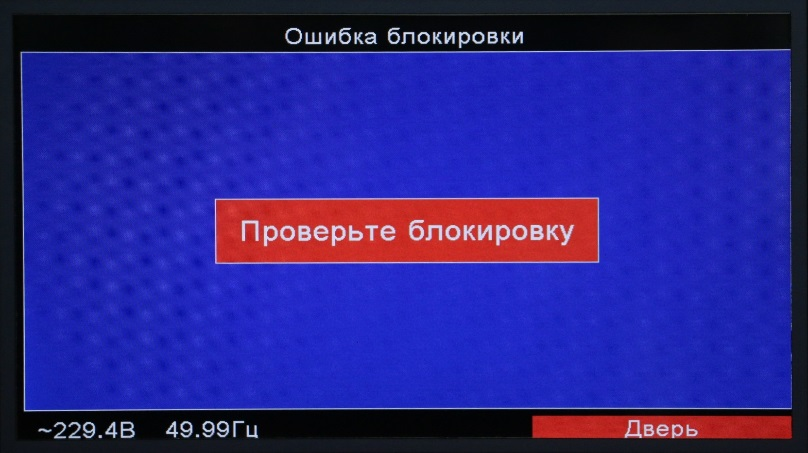 Ошибка блокировки
Проверьте блокировку
~229.4В 49.99Гц Дверь